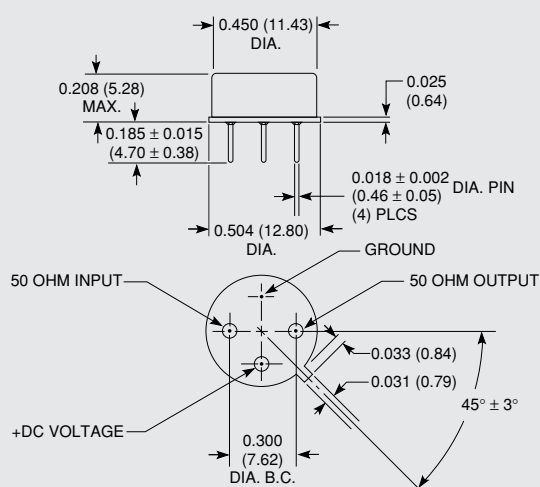 0.450 (11.43)
DIA.
0.208 (5.28)
MAX.
0.025
(0.64)
0.185 ± 0.015
(4.70 ± 0.38)
0.018 ± 0.002
(0.46 ± 0.05)
(4) PLCS
DIA. PIN
0.504 (12.80)
DIA.
GROUND
50 OHM INPUT
50 OHM OUTPUT
0.033 (0.84)
0.031 (0.79)
45° ± 3°
+DC VOLTAGE
0.300
(7.62)
DIA. B.C.